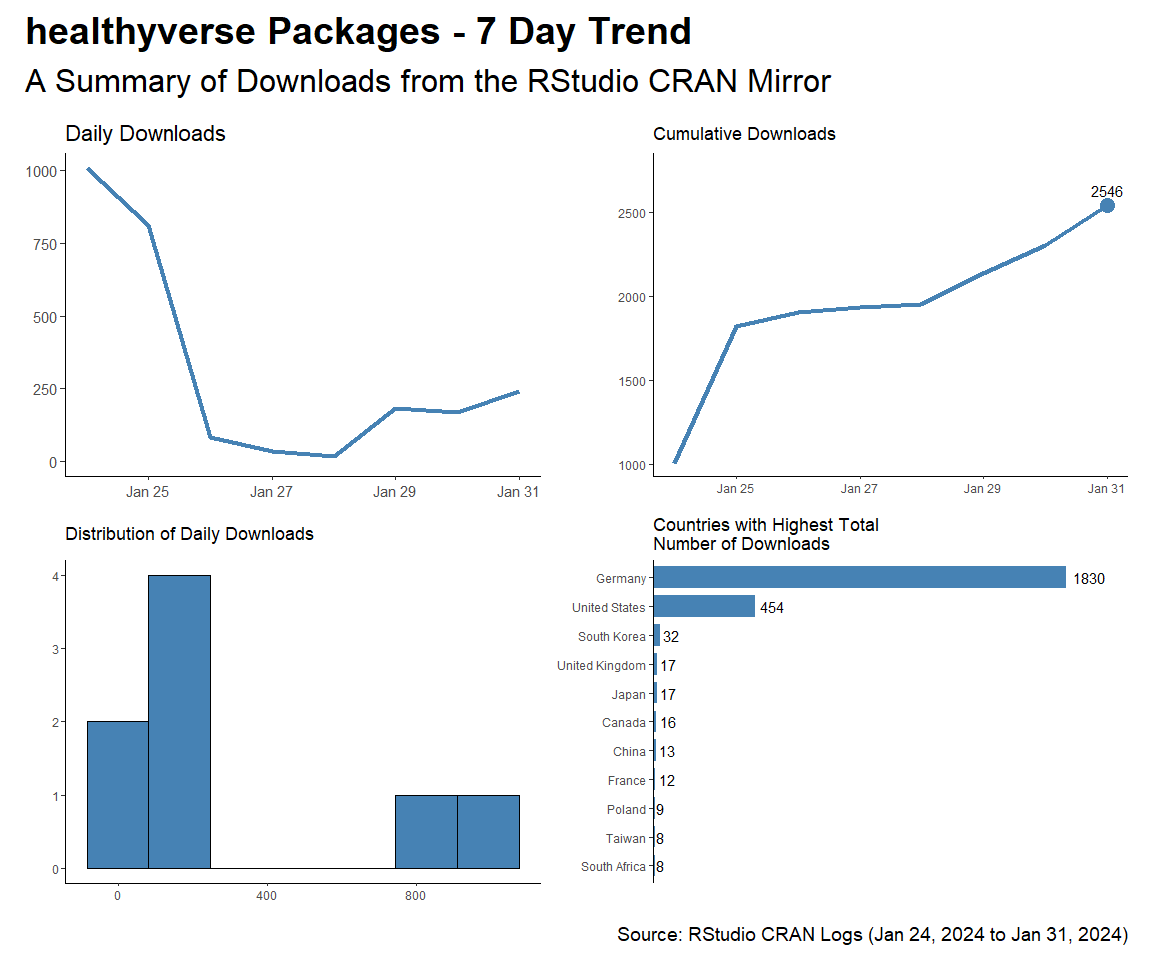 healthyverse Packages - 7 Day Trend
A Summary of Downloads from the RStudio CRAN Mirror
Daily Downloads
1000
750
500
250
0
Jan 25 Jan 27 Jan 29 Jan 31
Cumulative Downloads
2546
2500
2000
1500
1000
Jan 25 Jan 27 Jan 29 Jan 31
Distribution of Daily Downloads
4
3
2
1
0
0 400 800
Countries with Highest Total
Number of Downloads
Germany 1830
United States 454
South Korea 32
United Kingdom 17
Japan 17
Canada 16
China 13
France 12
Poland 9
Taiwan 8
South Africa 8
Source: RStudio CRAN Logs (Jan 24, 2024 to Jan 31, 2024)